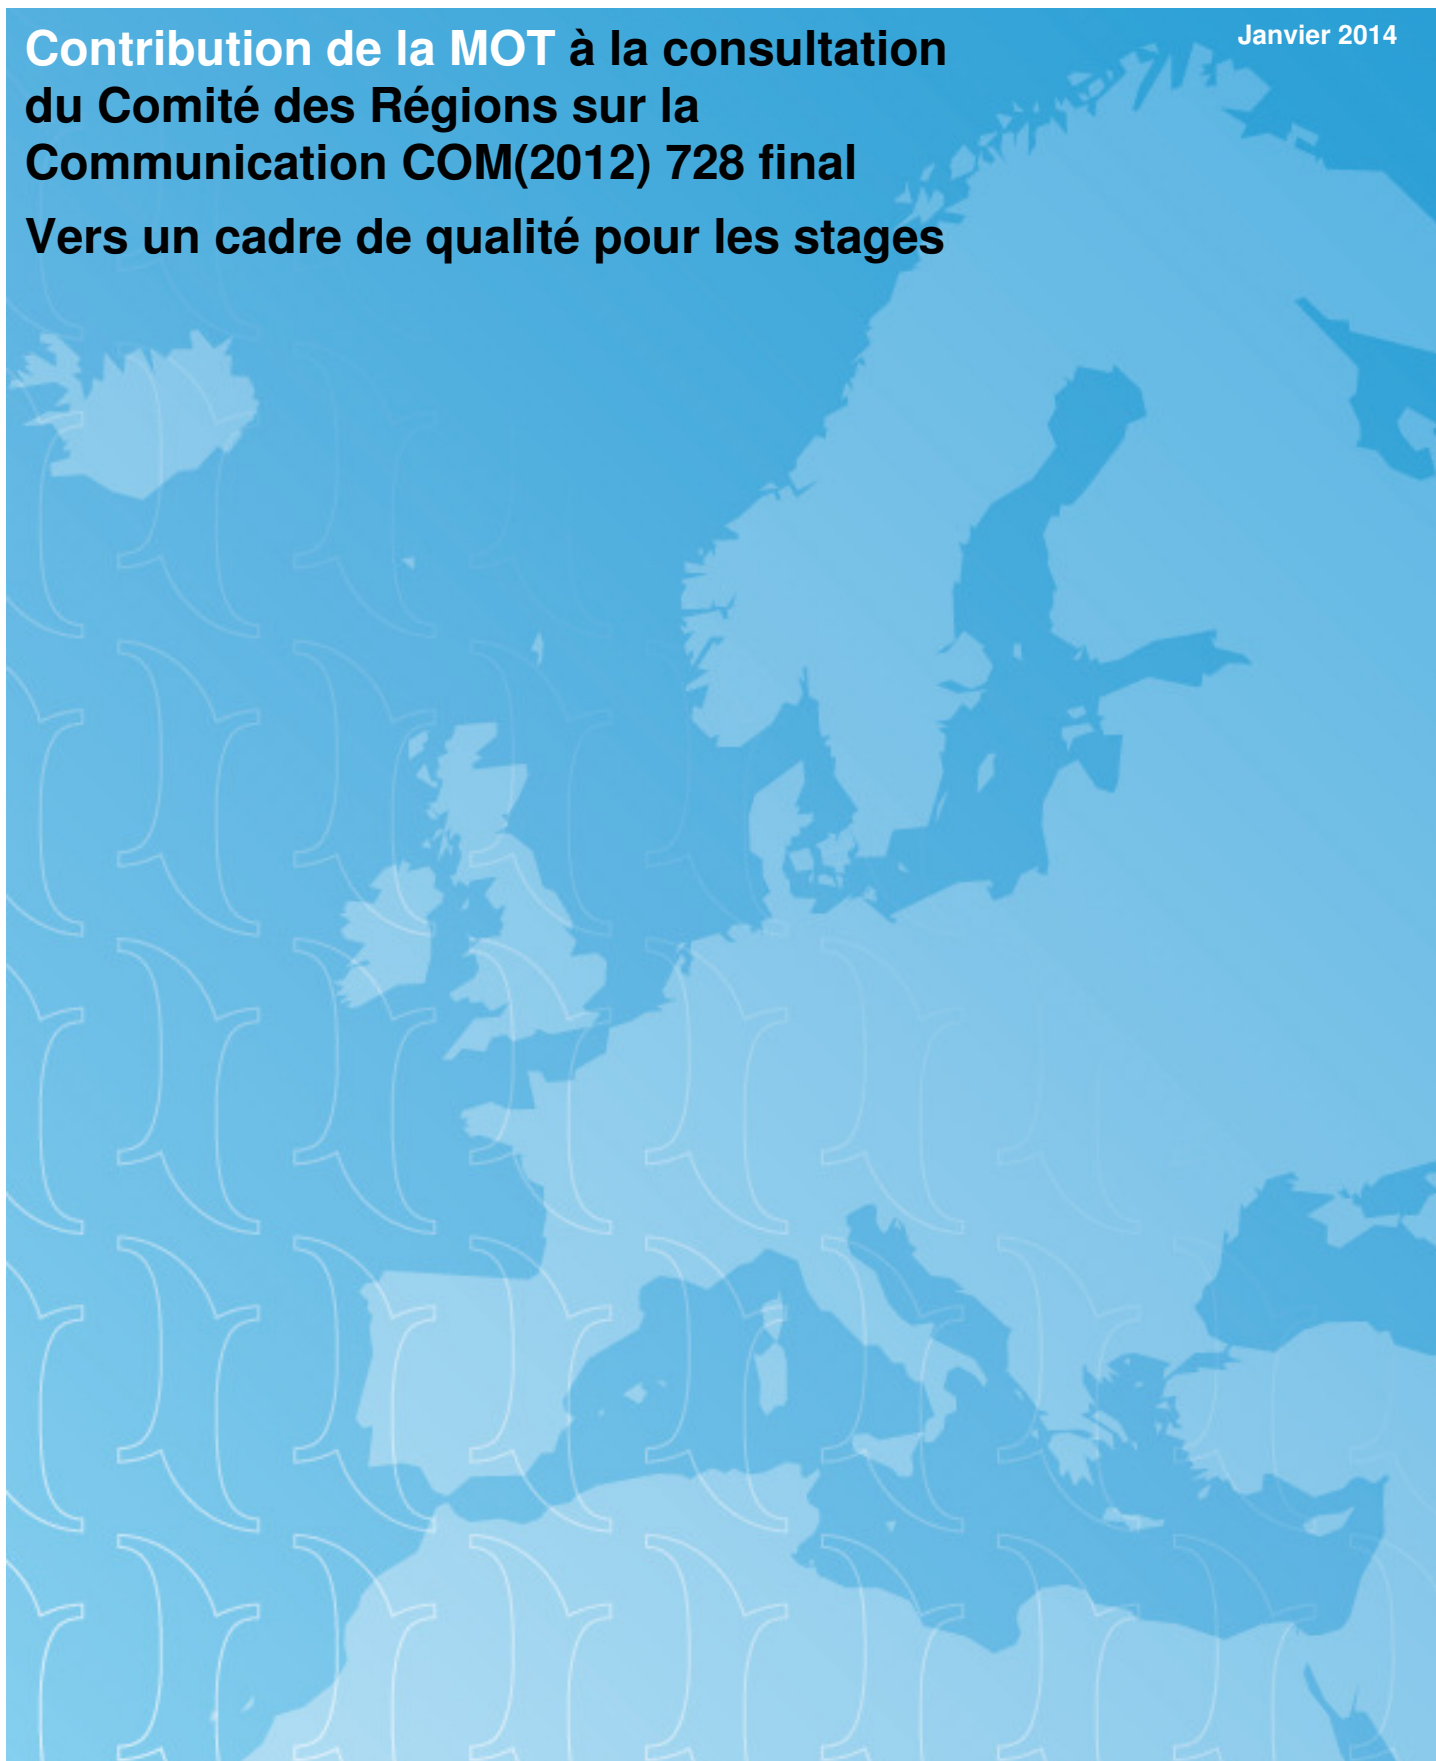 Contribution de la MOT à la consultation
du Comité des Régions sur la
Communication COM(2012) 728 final
Vers un cadre de qualité pour les stages
Janvier 2014